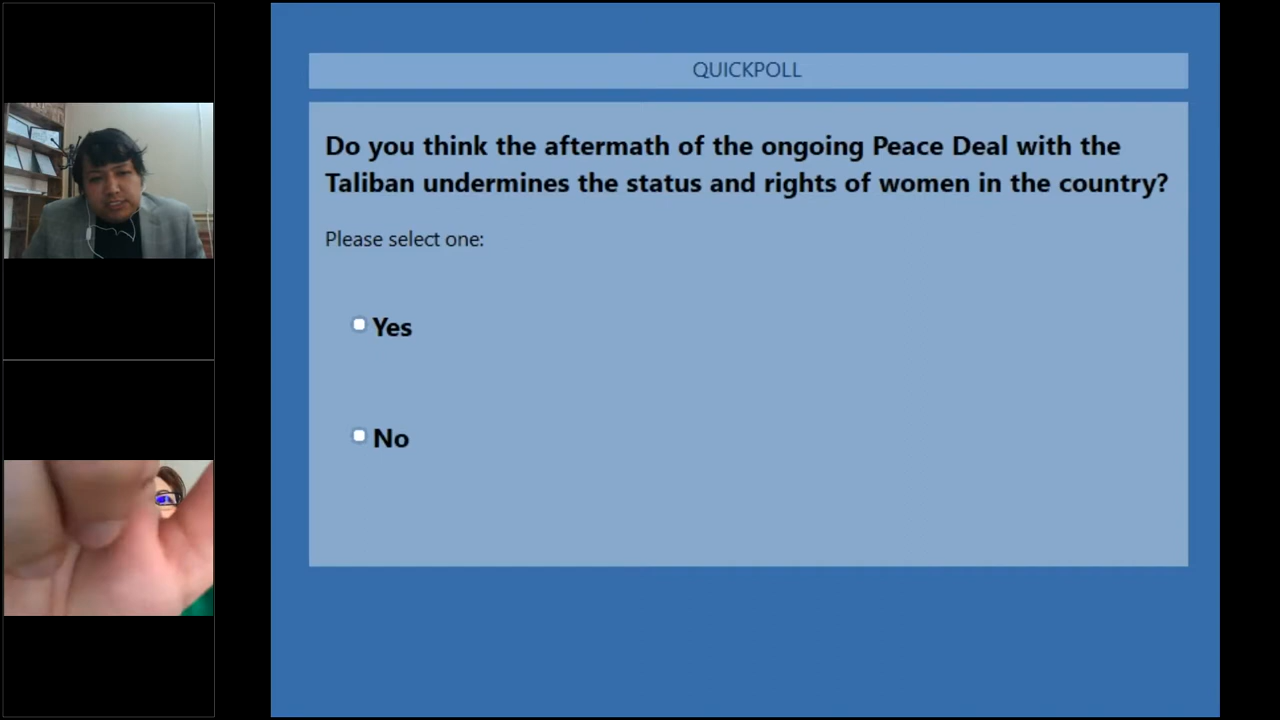 QUICKPOLL
Do you think the aftermath of the ongoing Peace Deal with the
Taliban undermines the status and rights of women in the country?
Please select one:
Yes
No